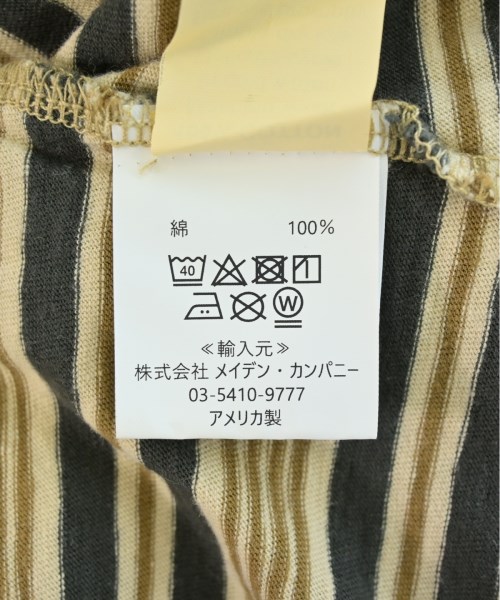 綿 100%
40
W
≪輸入元≫
株式会社 メイデン・カンパニー
03-5410-9777
アメリカ製